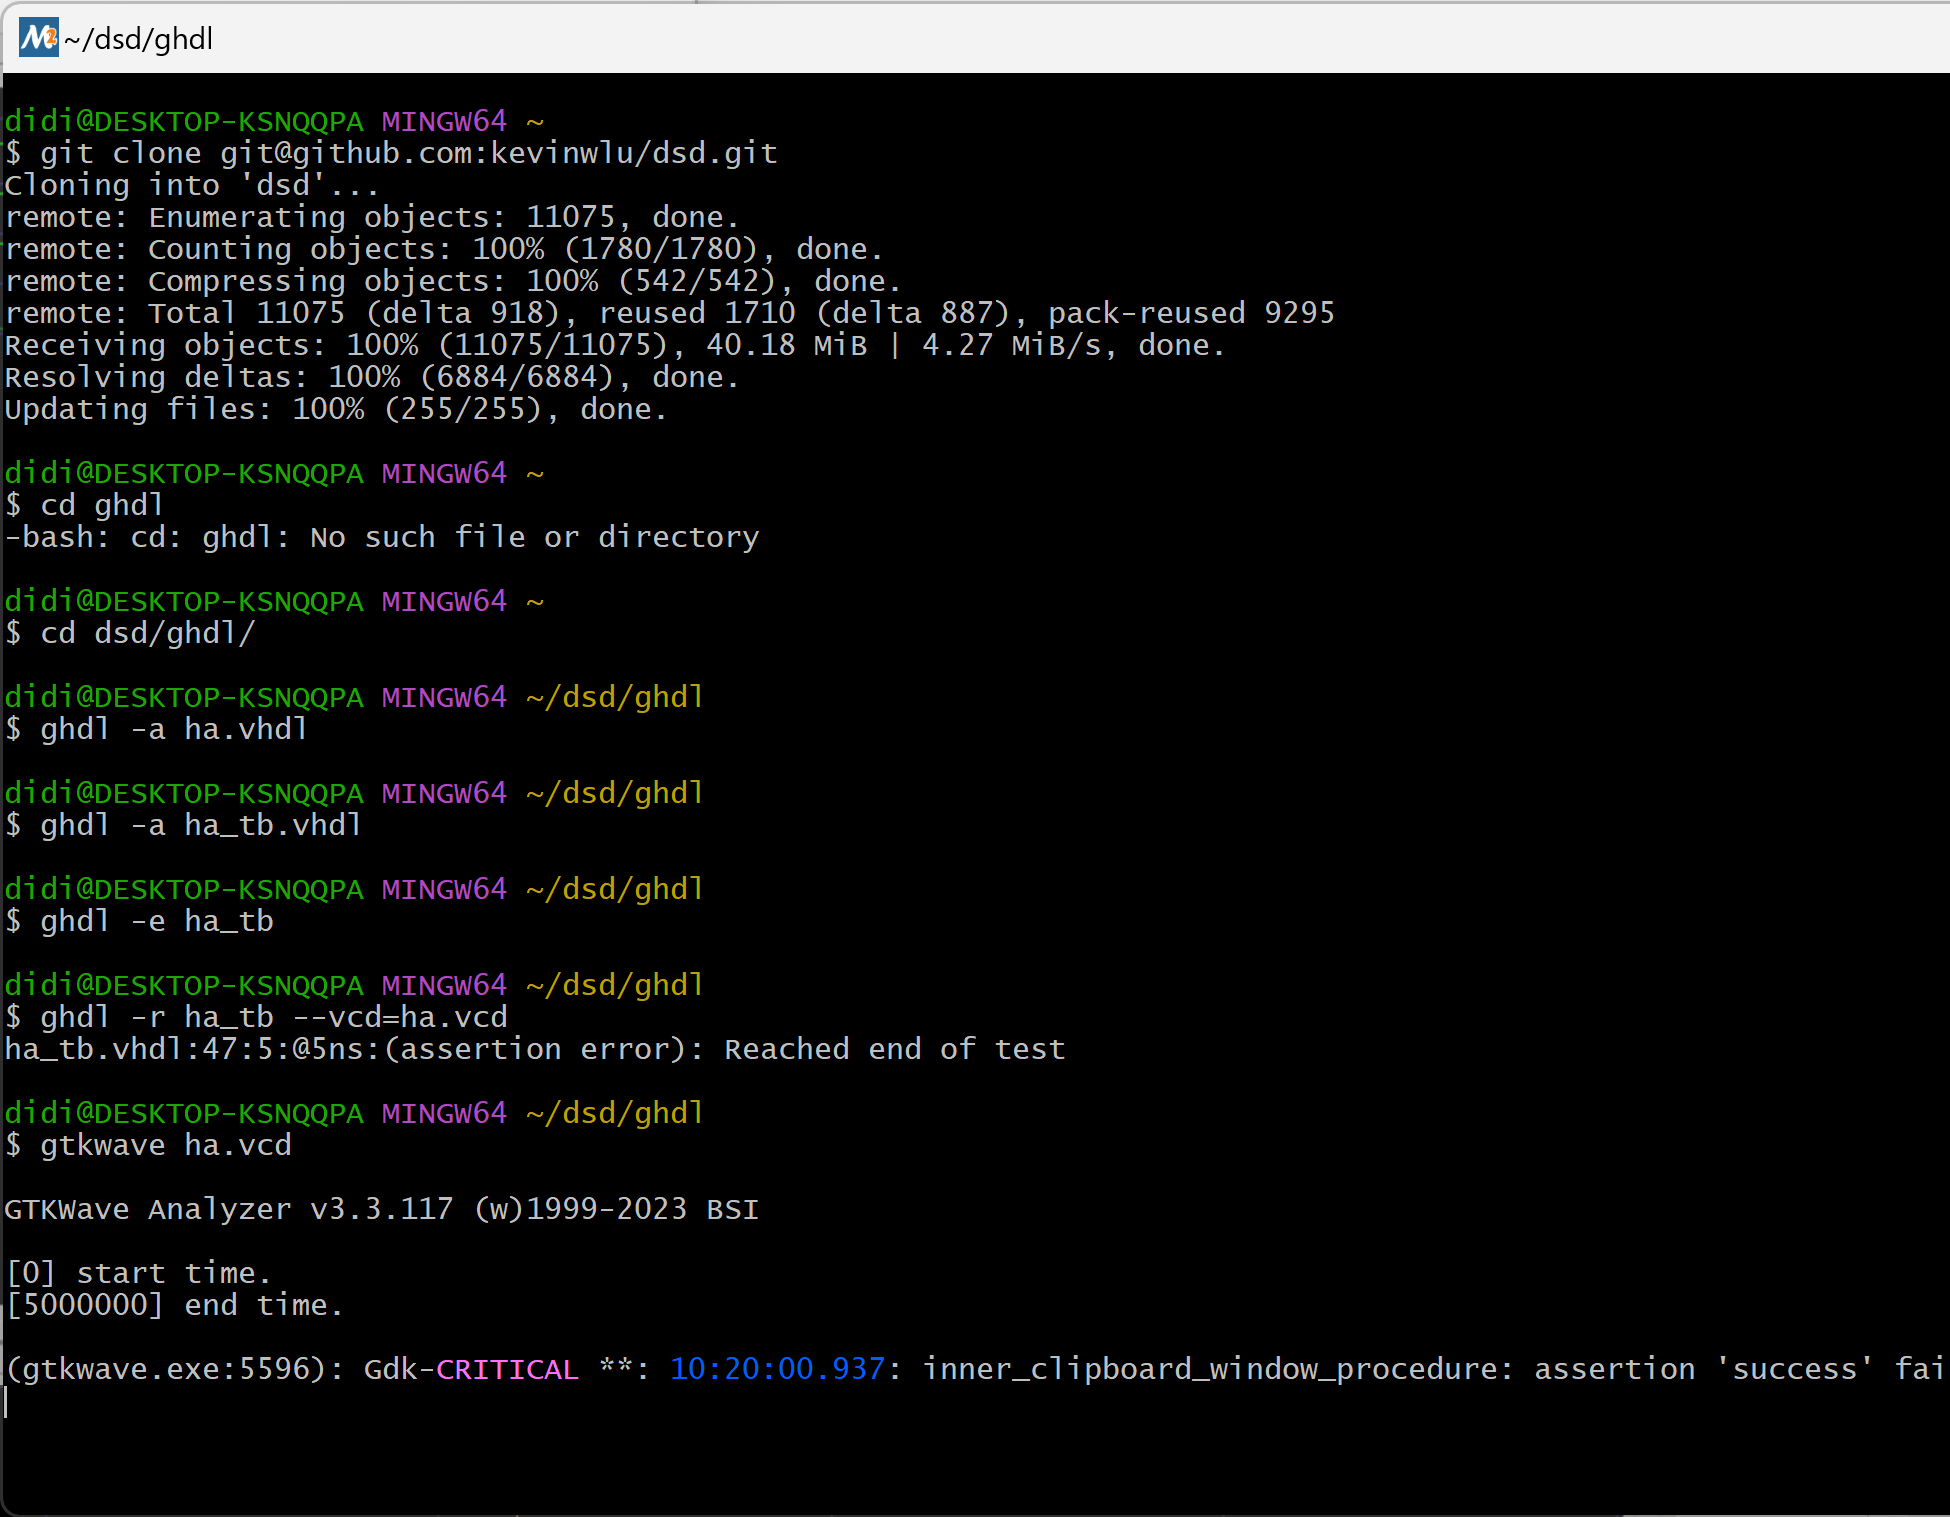 ~/dsd/ghdl
didi@DESKTOP-KSNQQPA MINGW64 ~
$ git clone git@github.com:kevinwlu/dsd.git
Cloning into 'dsd'...
remote: Enumerating objects: 11075, done.
remote: Counting objects: 100% (1780/1780), done.
remote: Compressing objects: 100% (542/542), done.
remote: Total 11075 (delta 918), reused 1710 (delta 887), pack-reused 9295
Receiving objects: 100% (11075/11075), 40.18 MiB | 4.27 MiB/s, done.
Resolving deltas: 100% (6884/6884), done.
Updating files: 100% (255/255), done.
didi@DESKTOP-KSNQQPA MINGW64 ~
$ cd ghdl
-bash: cd: ghdl: No such file or directory
didi@DESKTOP-KSNQQPA MINGW64 ~
$ cd dsd/ghdl/
didi@DESKTOP-KSNQQPA MINGW64 ~/dsd/ghdl
$ ghdl -a ha.vhdl
didi@DESKTOP-KSNQQPA MINGW64 ~/dsd/ghdl
$ ghdl -a ha_tb.vhdl
didi@DESKTOP-KSNQQPA MINGW64 ~/dsd/ghdl
$ ghdl -e ha_tb
didi@DESKTOP-KSNQQPA MINGW64 ~/dsd/ghdl
$ ghdl -r ha_tb --vcd=ha.vcd
ha_tb.vhdl:47:5:@5ns:(assertion error): Reached end of test
didi@DESKTOP-KSNQQPA MINGW64 ~/dsd/ghdl
$ gtkwave ha.vcd
GTKWave Analyzer v3.3.117 (w)1999-2023 BSI
[0] start time.
[5000000] end time.
(gtkwave.exe:5596): Gdk-CRITICAL **: 10:20:00.937: inner_clipboard_window_procedure: assertion 'success' fai